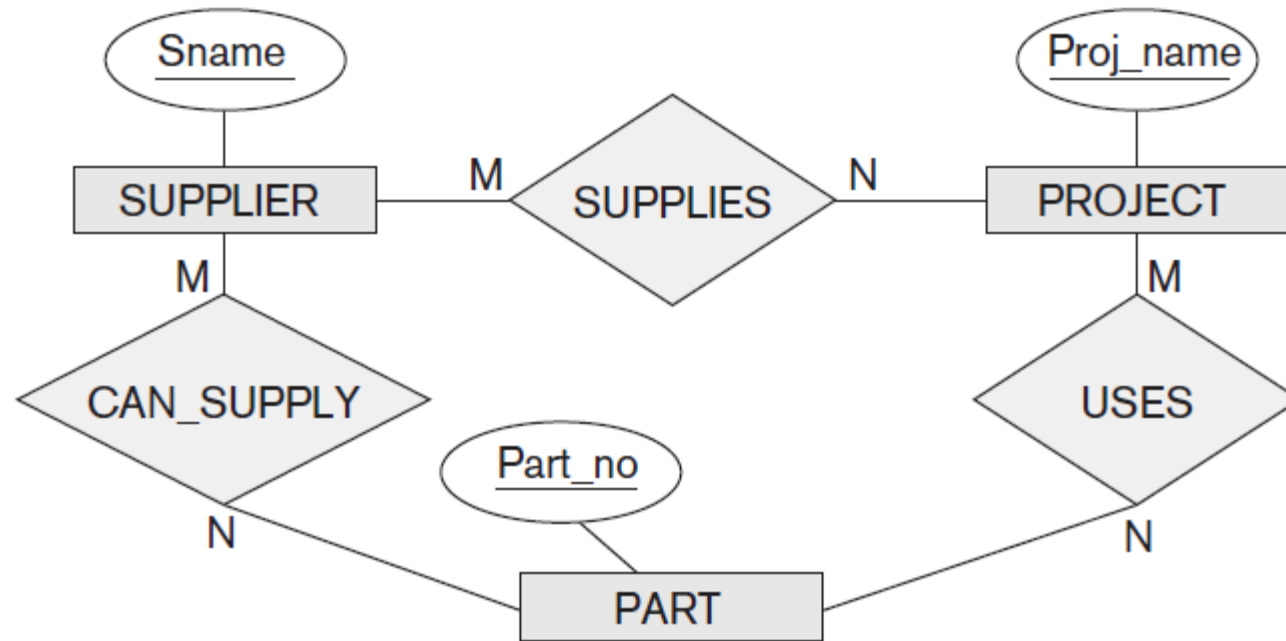 Sname
Proj_name
M
N
SUPPLIER
SUPPLIES
PROJECT
M
M
CAN_SUPPLY
USES
Part_no
N
N
PART